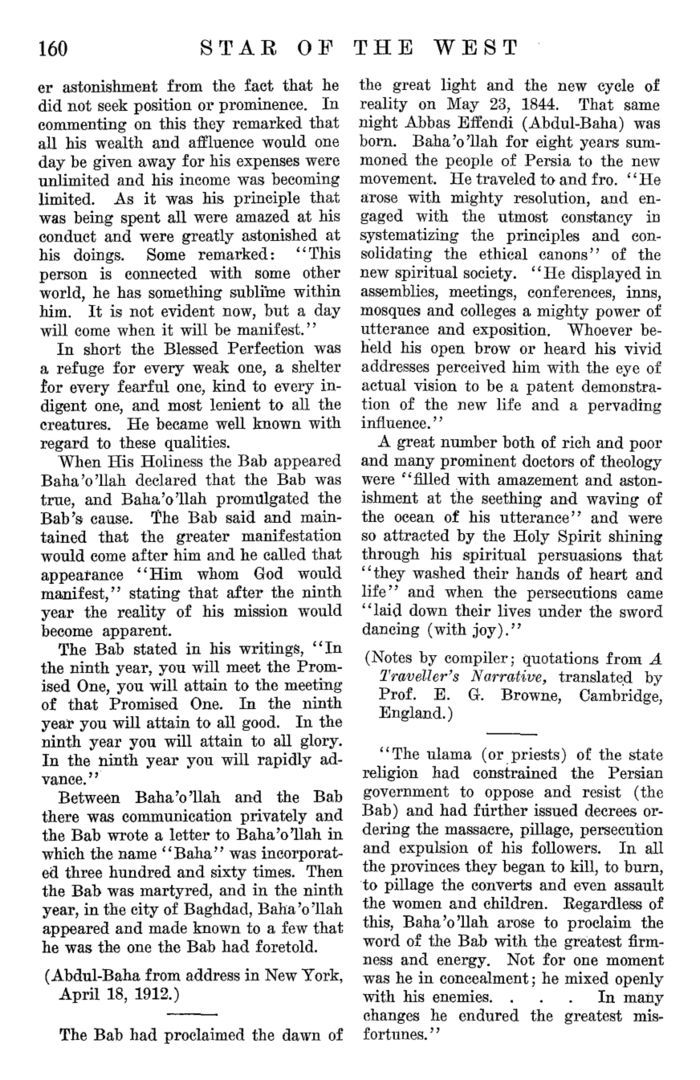 160 STAR OF THE WEST
er astonishment from the fact that he
did not seek position or prominence. In
commenting on this they remarked that
all his wealth and affluence would one
day be given away for his expenses were
unlimited and his income was becoming
limited. As it was his principle that
was being spent all were amazed at his
conduct and were greatly astonished at
his doings. Some remarked: "This
person is connected with some other
world, he has something sublime within
him. It is not evident now, but a day
will come when it will be manifest."
In short the Blessed Perfection was
a refuge for every weak one, a shelter
for every fearful one, kind to every in-
digent one, and most lenient to all the
creatures. He became well known with
regard to these qualities.
When His Holiness the Bab appeared
Baha'o'llah declared that the Bab was
true, and Baha'o'llah promulgated the
Bab's cause. The Bab said and main-
tained that the greater manifestation
would come after him and he called that
appearance "Him whom God would
manifest," stating that after the ninth
year the reality of his mission would
become apparent.
The Bab stated in his writings, "In
the ninth year, you will meet the Prom-
ised One, you will attain to the meeting
of that Promised One. In the ninth
year you will attain to all good. In the
ninth year you will attain to all glory.
In the ninth year you will rapidly ad-
vance."
Between Baha'o'llah and the Bab
there was communication privately and
the Bab wrote a letter to Baha'o'llah in
which the name "Baha" was incorporat-
ed three hundred and sixty times. Then
the Bab was martyred, and in the ninth
year, in the city of Baghdad, Baha'o'llah
appeared and made known to a few that
he was the one the Bab had foretold.
(Abdul-Baha from address in New York,
April 18, 1912.)
The Bab had proclaimed the dawn of
the great light and the new cycle of
reality on May 23, 1844. That same
night Abbas Effendi (Abdul-Baha) was
born. Baha'o'llah for eight years sum-
moned the people of Persia to the new
movement. He traveled to and fro. "He
arose with mighty resolution, and en-
gaged with the utmost constancy in
systematizing the principles and con-
solidating the ethical canons" of the
new spiritual society. "He displayed in
assemblies, meetings, conferences, inns,
mosques and colleges a mighty power of
utterance and exposition. Whoever be-
held his open brow or heard his vivid
addresses perceived him with the eye of
actual vision to be a patent demonstra-
tion of the new life and a pervading
influence."
A great number both of rich and poor
and many prominent doctors of theology
were "filled with amazement and aston-
ishment at the seething and waving of
the ocean of his utterance" and were
so attracted by the Holy Spirit shining
through his spiritual persuasions that
"they washed their hands of heart and
life" and when the persecutions came
"laid down their lives under the sword
dancing (with joy)."
(Notes by compiler; quotations from A
Traveller's Narrative, translated by
Prof. E. G. Browne, Cambridge,
England.)
"The ulama (or priests) of the state
religion had constrained the Persian
government to oppose and resist (the
Bab) and had further issued decrees or-
dering the massacre, pillage, persecution
and expulsion of his followers. In all
the provinces they began to kill, to burn,
to pillage the converts and even assault
the women and children. Regardless of
this, Baha'o'llah arose to proclaim the
word of the Bab with the greatest firm-
ness and energy. Not for one moment
was he in concealment; he mixed openly
with his enemies. . . . In many
changes he endured the greatest mis-
fortunes."